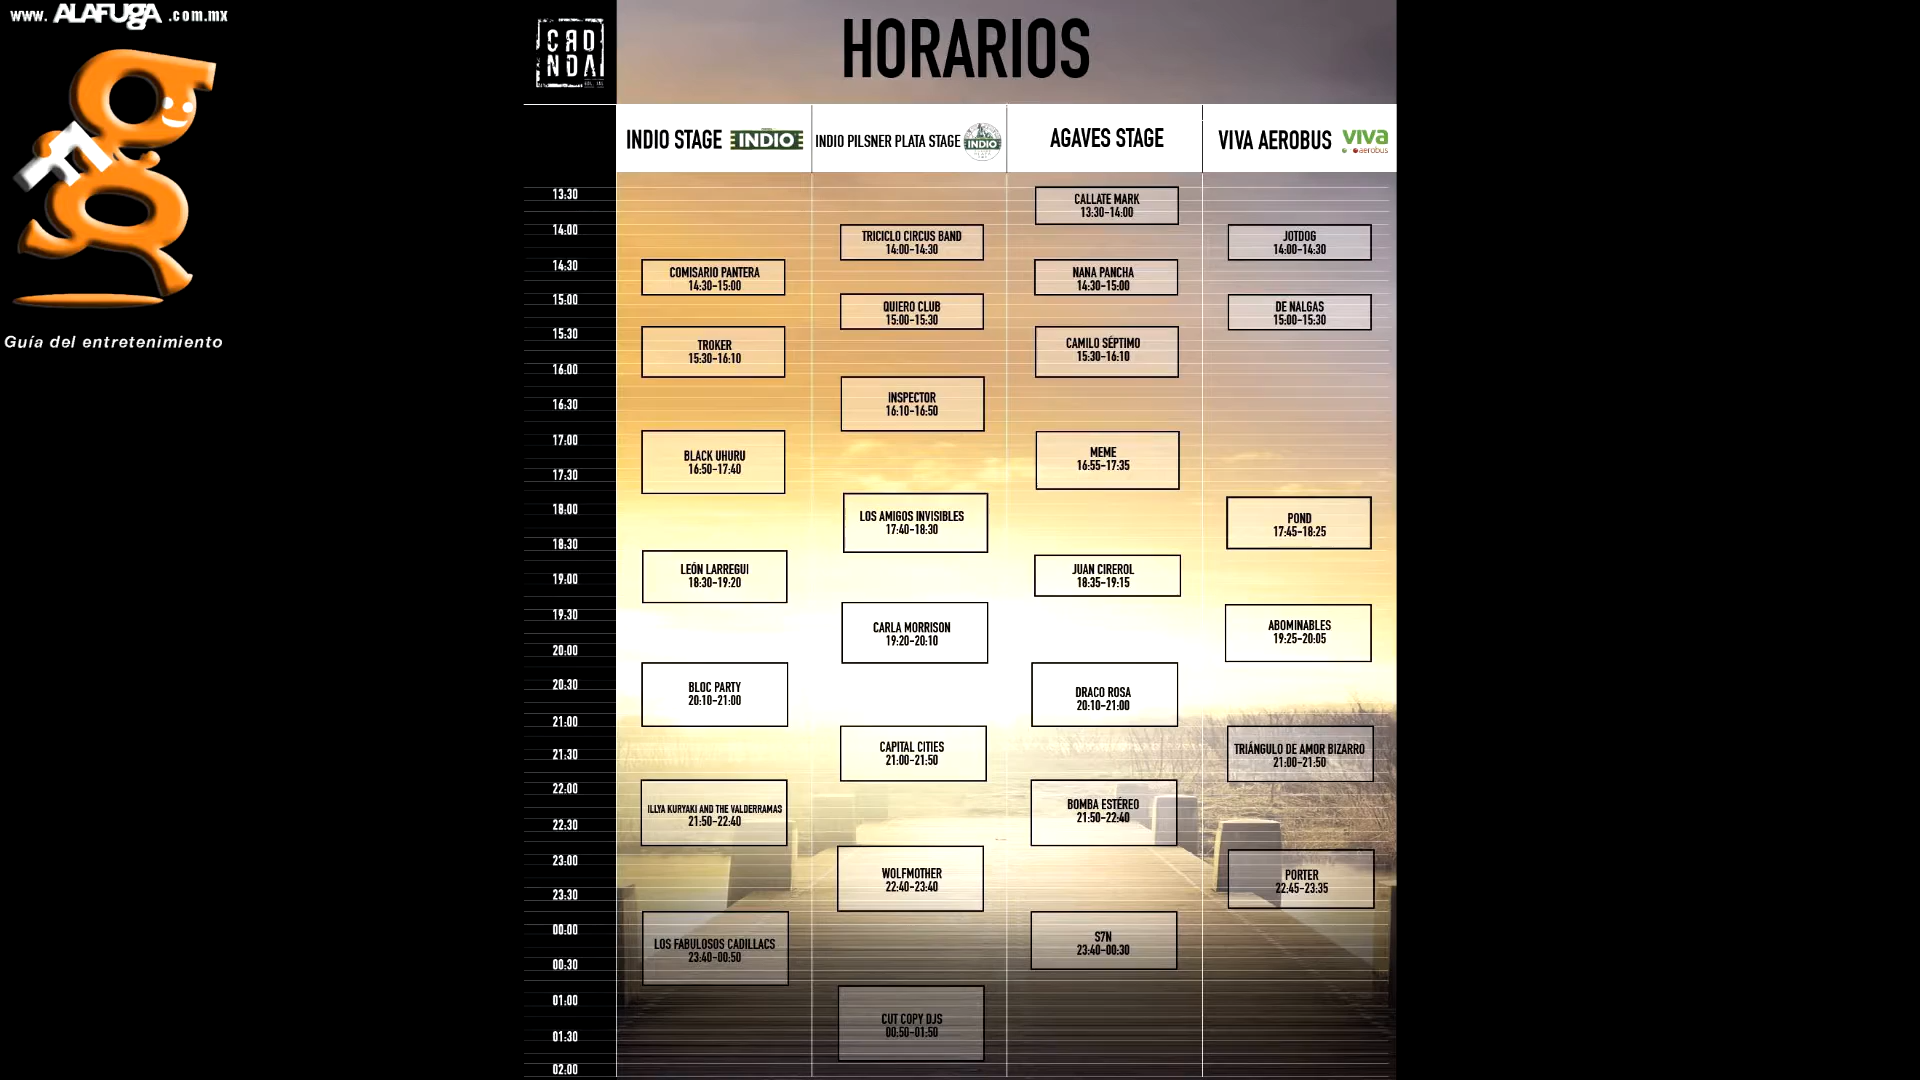 www. ALAFUGA .com.mx
Guía del entretenimiento
CRD
NDA
HORARIOS
INDIO STAGE INDIO
INDIO PILSNER PLATA STAGE INDIO
AGAVES STAGE
VIVA AEROBUS viva
aerobus
13:30
14:00
14:30
15:00
15:30
16:00
16:30
17:00
17:30
18:00
18:30
19:00
19:30
20:00
20:30
21:00
21:30
22:00
22:30
23:00
23:30
00:00
00:30
01:00
01:30
02:00
COMISARIO PANTERA
14:30-15:00
TROKER
15:30-16:10
BLACK UHURU
16:50-17:40
LEÓN LARREGUI
18:30-19:20
BLOC PARTY
20:10-21:00
ILLYA KURYAKI AND THE VALDERRAMAS
21:50-22:40
LOS FABULOSOS CADILLACS
23:40-00:50
TRICICLO CIRCUS BAND
14:00-14:30
QUIERO CLUB
15:00-15:30
INSPECTOR
16:10-16:50
LOS AMIGOS INVISIBLES
17:40-18:30
CARLA MORRISON
19:20-20:10
CAPITAL CITIES
21:00-21:50
WOLFMOTHER
22:40-23:40
CUT COPY DJS
00:50-01:50
CALLATE MARK
13:30-14:00
NANA PANCHA
14:30-15:00
CAMILO SÉPTIMO
15:30-16:10
MEME
16:55-17:35
JUAN CIREROL
18:35-19:15
DRACO ROSA
20:10-21:00
BOMBA ESTÉREO
21:50-22:40
S7N
23:40-00:30
JOTDOG
14:00-14:30
DE NALGAS
15:00-15:30
POND
17:45-18:25
ABOMINABLES
19:25-20:05
TRIÁNGULO DE AMOR BIZARRO
21:00-21:50
PORTER
22:45-23:35